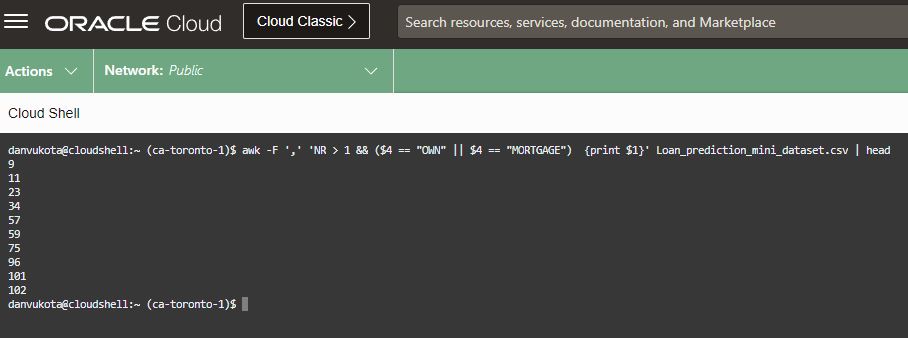 ORACLE Cloud
Cloud Classic >
Search resources, services, documentation, and Marketplace
Actions
Network: Public
Cloud Shell
danvukota@cloudshell:~ (ca-toronto-1)$ awk -F ',' 'NR > 1 && ($4 == "OWN" || $4 == "MORTGAGE")  {print $1}' Loan_prediction_mini_dataset.csv | head
9
11
23
34
57
59
75
96
101
102
danvukota@cloudshell:~ (ca-toronto-1)$